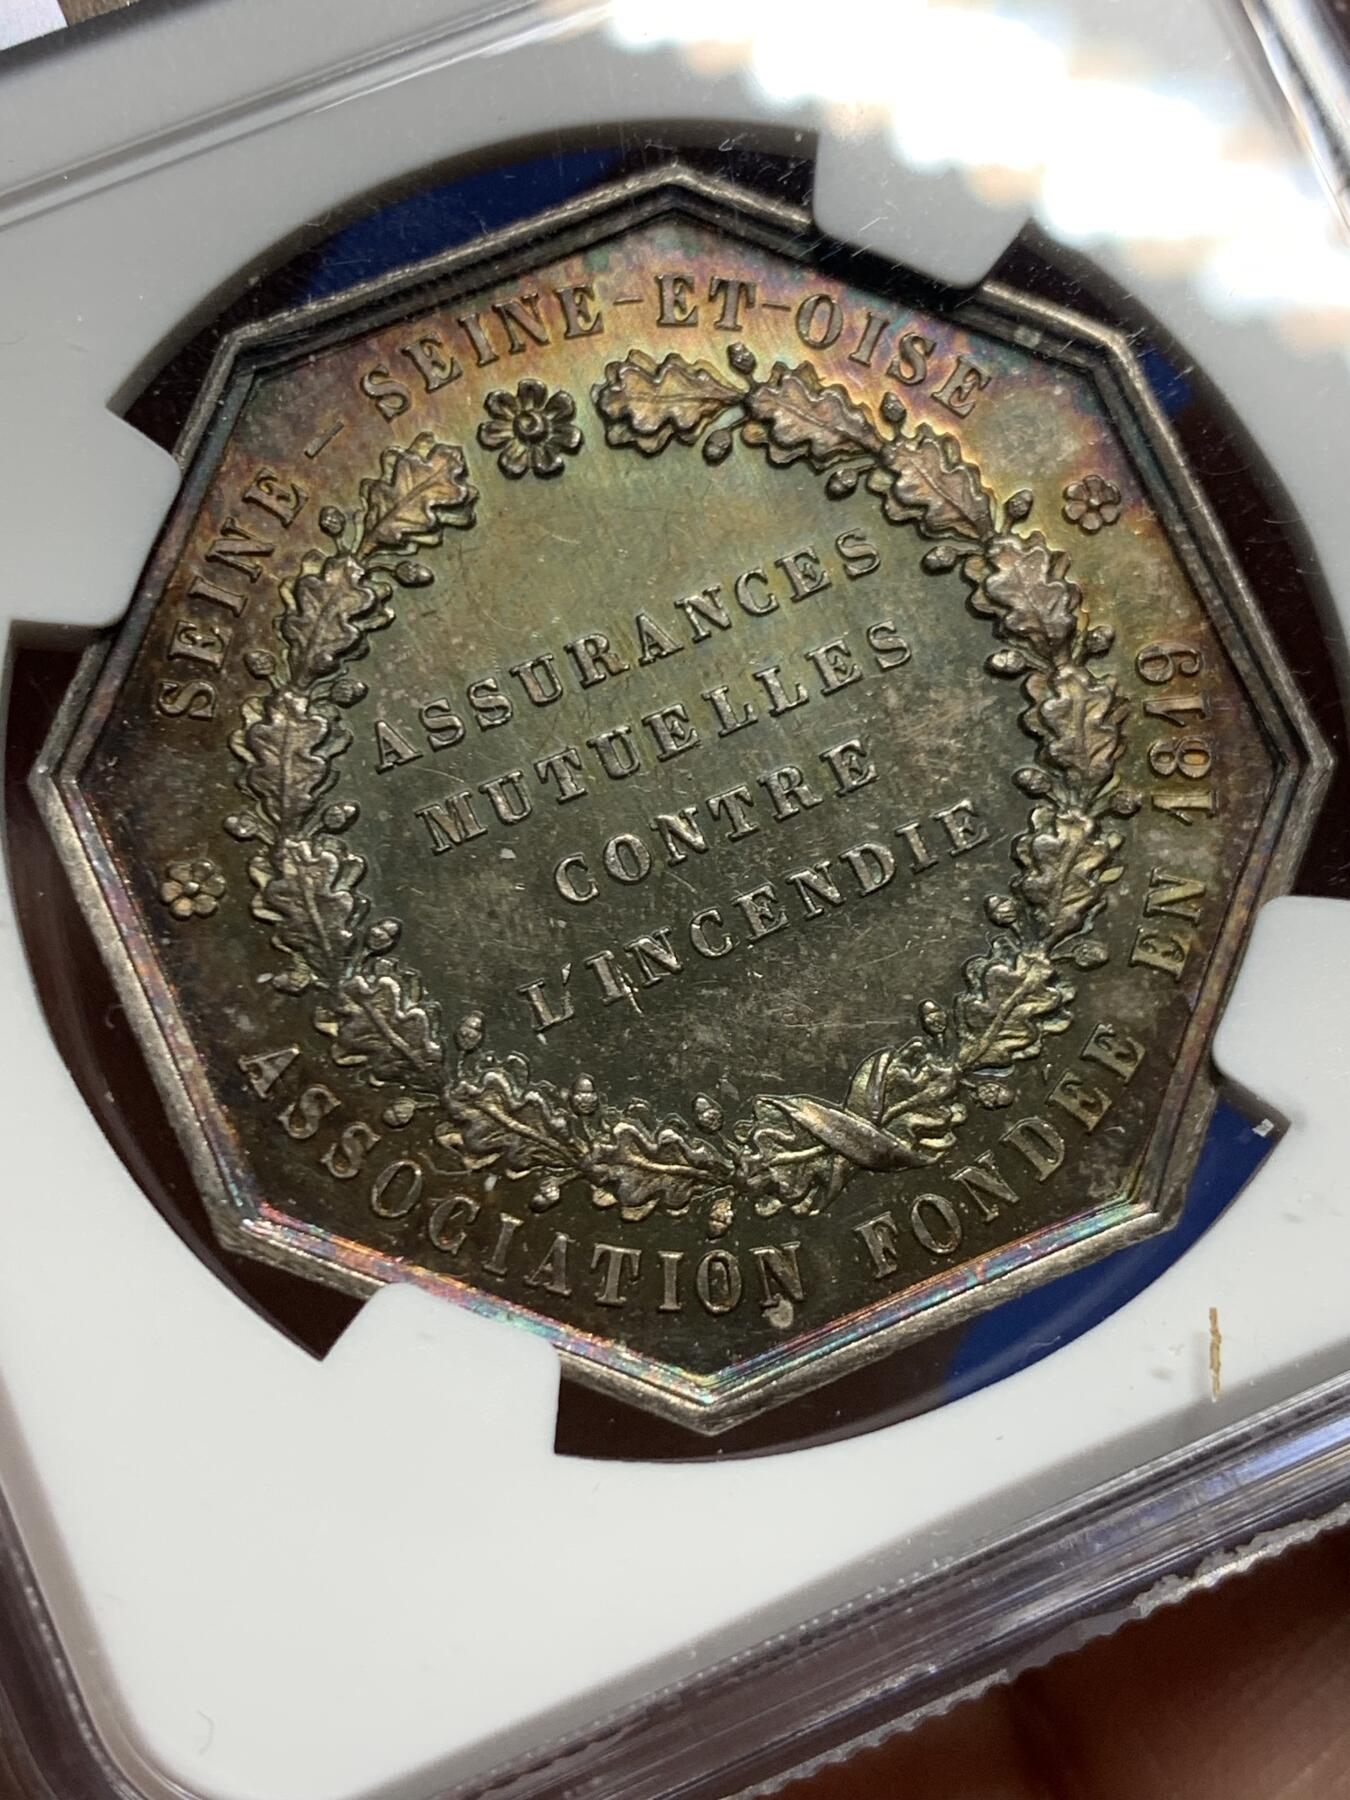 SEINE – SEINE – ET – OISE
ASSURANCES
MUTUELLES
CONTRE
L'INCENDIE
ASSOCIATION FONDÉE EN 1819